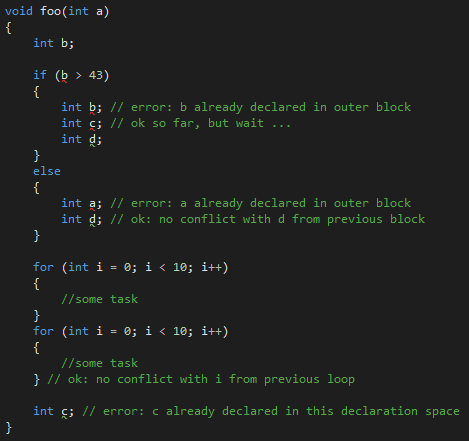 void foo(int a)
{
    int b;

    if (b > 43)
    {
        int b; // error: b already declared in outer block
        int c; // ok so far, but wait ...
        int d;
    }
    else
    {
        int a; // error: a already declared in outer block
        int d; // ok: no conflict with d from previous block
    }

    for (int i = 0; i < 10; i++)
    {
        //some task
    }
    for (int i = 0; i < 10; i++)
    {
        //some task
    } // ok: no conflict with i from previous loop

    int c; // error: c already declared in this declaration space
}